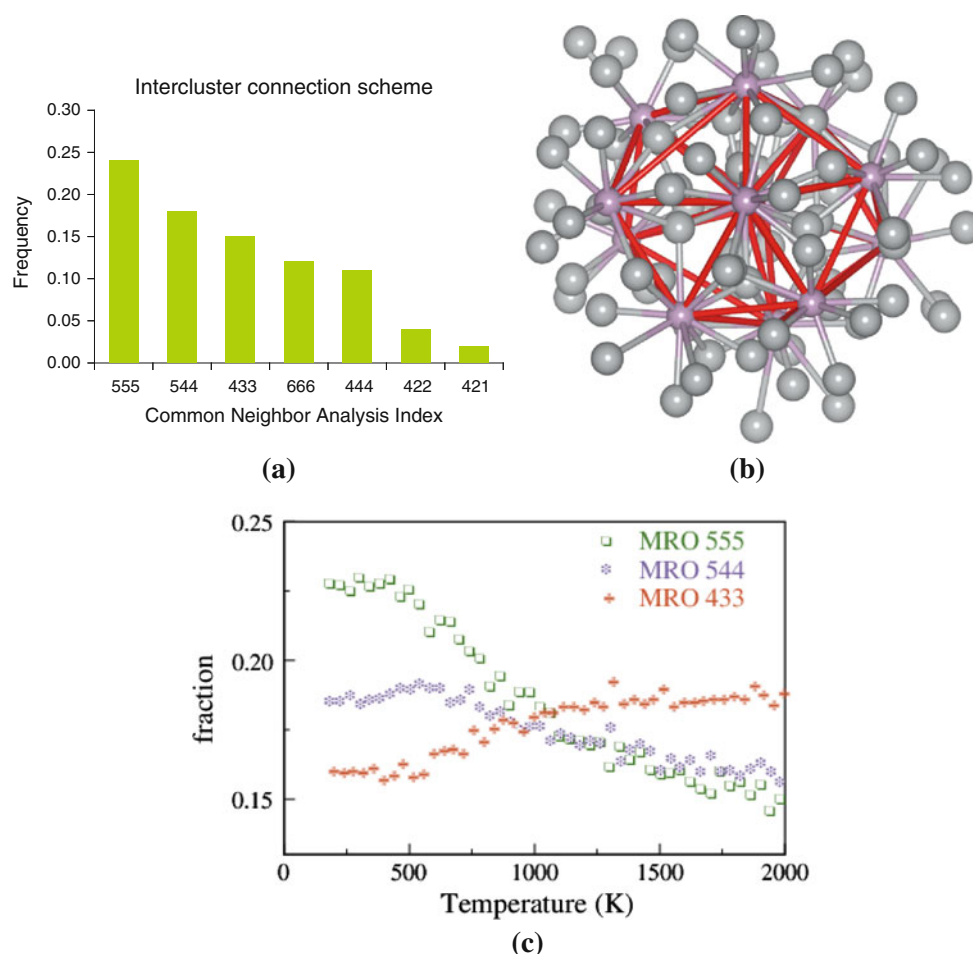 Intercluster connection scheme
0.30
0.25
0.20
0.15
0.10
0.05
0.00
Frequency
555 544 433 666 444 422 421
Common Neighbor Analysis Index
(a)
(b)
0.25
0.20
0.15
fraction
MRO 555
MRO 544
MRO 433
0 500 1000 1500 2000
Temperature (K)
(c)